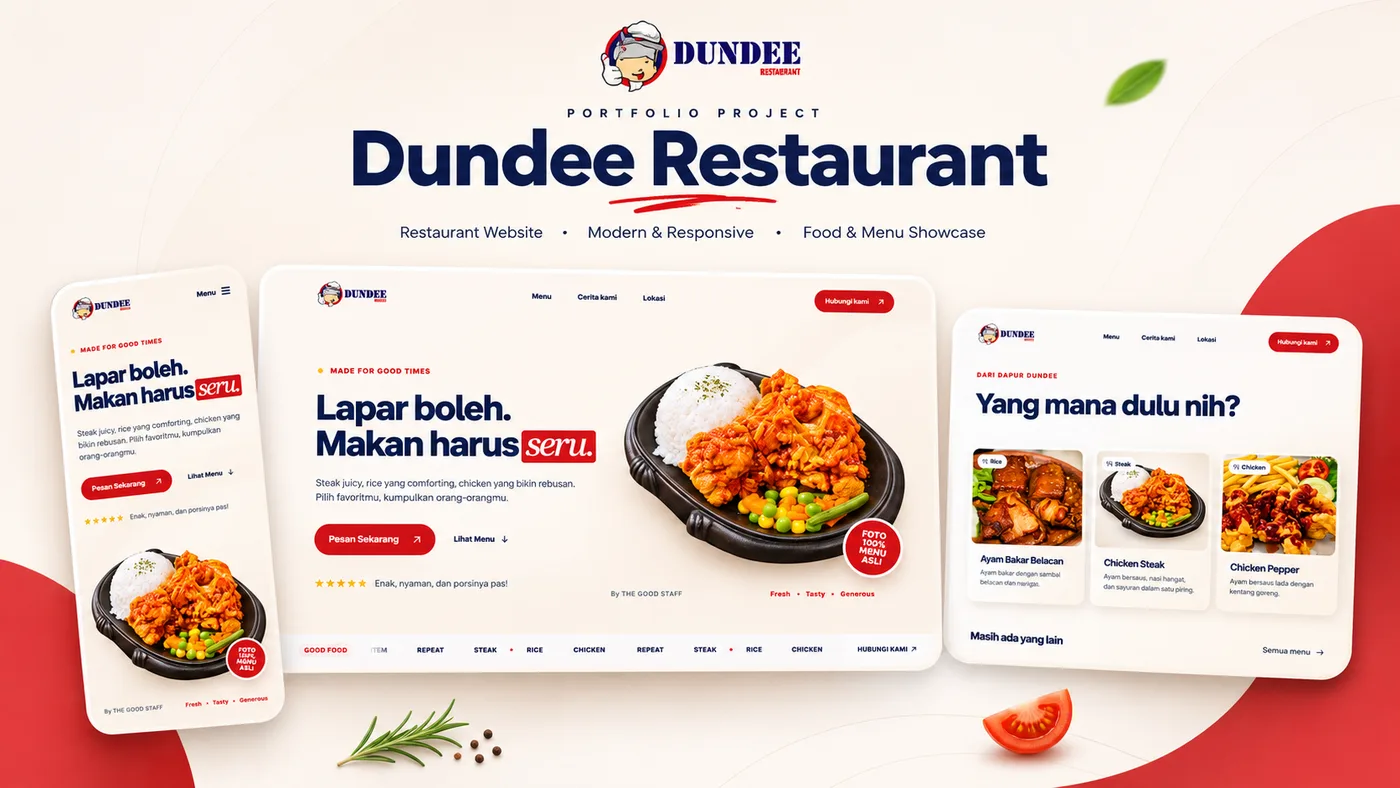 DUNDEE
RESTAURANT
PORTFOLIO PROJECT
Dundee Restaurant
Restaurant Website • Modern & Responsive • Food & Menu Showcase
DUNDEE
Menu
MADE FOR GOOD TIMES
Lapar boleh.
Makan harus seru.
Steak juicy, rice yang comforting, chicken yang
bikin rebusan. Pilih favoritmu, kumpulkan
orang-orangmu.
Pesan Sekarang ↗ Lihat Menu ↓
★★★★★ Enak, nyaman, dan porsinya pas!
FOTO
MENU
ASLI
By THE GOOD STAFF Fresh • Tasty • Generous
DUNDEE
Menu Cerita kami Lokasi Hubungi kami ↗
MADE FOR GOOD TIMES
Lapar boleh.
Makan harus seru.
Steak juicy, rice yang comforting, chicken yang bikin rebusan.
Pilih favoritmu, kumpulkan orang-orangmu.
Pesan Sekarang ↗ Lihat Menu ↓
★★★★★ Enak, nyaman, dan porsinya pas!
FOTO
100%
MENU
ASLI
By THE GOOD STAFF Fresh • Tasty • Generous
GOOD FOOD TEM REPEAT STEAK • RICE CHICKEN REPEAT STEAK • RICE CHICKEN HUBUNGI KAMI ↗
DUNDEE
Menu Cerita kami Lokasi Hubungi kami ↗
DARI DAPUR DUNDEE
Yang mana dulu nih?
Rice
Ayam Bakar Belacan
Ayam bakar dengan sambal
belacan dan
Steak
Chicken Steak
Ayam bersaus, nasi hangat,
dan sayuran dalam satu piring.
Chicken
Chicken Pepper
Ayam bersaus lada dengan
kentang goreng.
Masih ada yang lain
Semua menu →